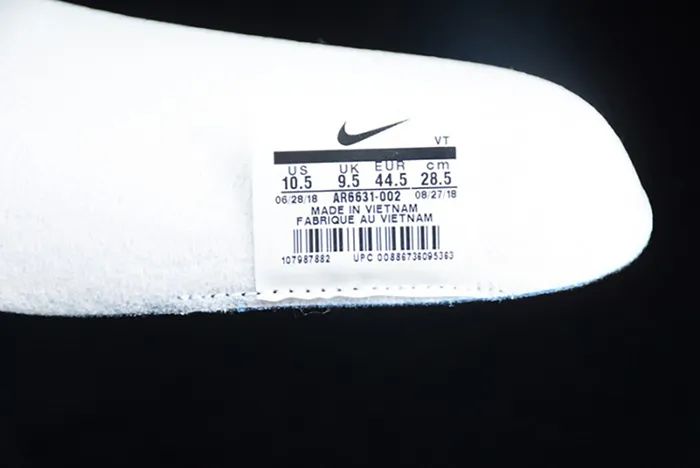 VT
US UK EUR cm
10.5 9.5 44.5 28.5
06/28/18 AR6631-002 08/27/18
MADE IN VIETNAM
FABRIQUE AU VIETNAM
107987882 UPC 00886736095363